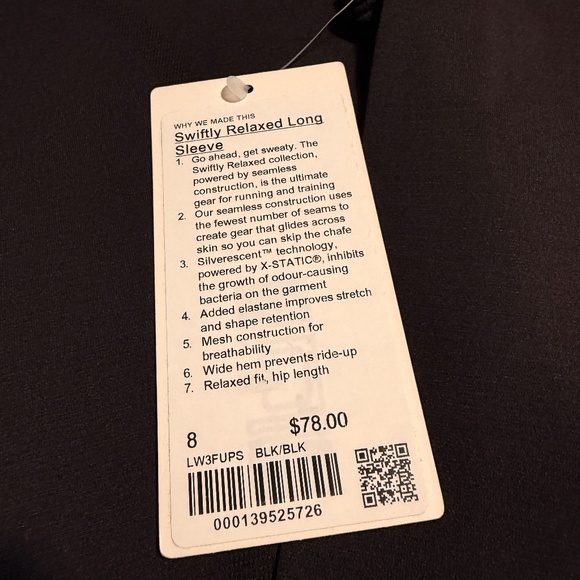 WHY WE MADE THIS
Swiftly Relaxed Long
Sleeve
1. Go ahead, get sweaty. The
Swiftly Relaxed collection,
powered by seamless
construction, is the ultimate
gear for running and training
2. Our seamless construction uses
the fewest number of seams to
create gear that glides across
skin so you can skip the chafe
3. Silverescent™ technology,
powered by X-STATIC®, inhibits
the growth of odour-causing
bacteria on the garment
4. Added elastane improves stretch
and shape retention
5. Mesh construction for
breathability
6. Wide hem prevents ride-up
7. Relaxed fit, hip length
8 $78.00
LW3FUPS BLK/BLK
000139525726